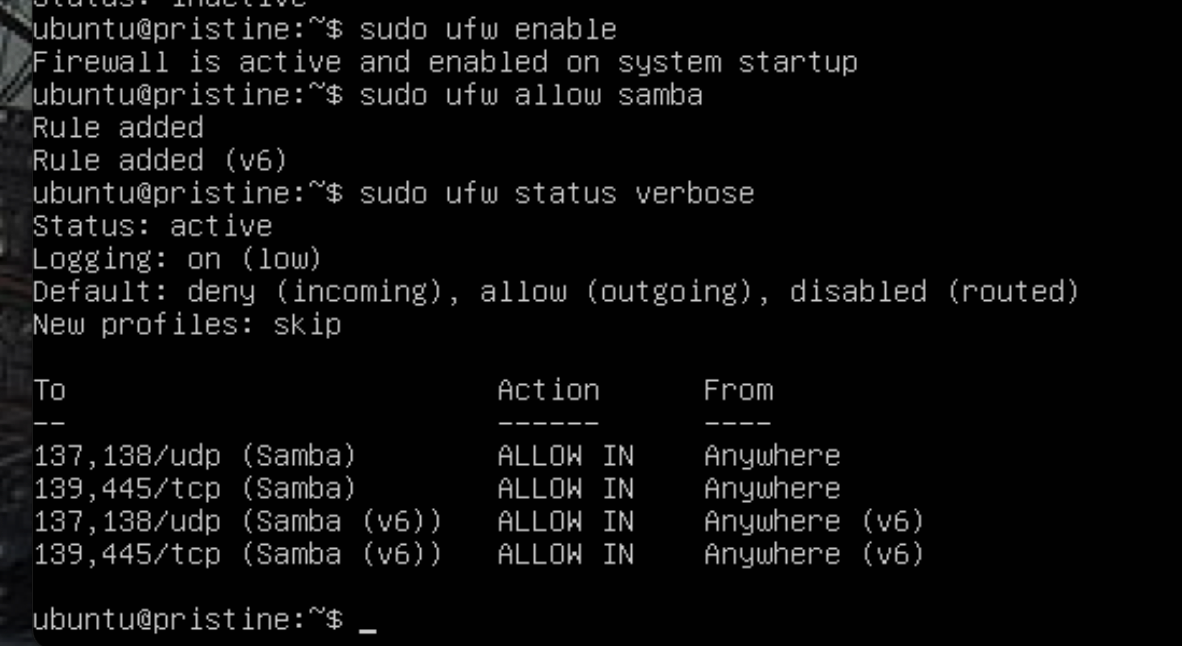 Status: inactive
ubuntu@pristine:~$ sudo ufw enable
Firewall is active and enabled on system startup
ubuntu@pristine:~$ sudo ufw allow samba
Rule added
Rule added (v6)
ubuntu@pristine:~$ sudo ufw status verbose
Status: active
Logging: on (low)
Default: deny (incoming), allow (outgoing), disabled (routed)
New profiles: skip
To Action From
-- ------ ----
137,138/udp (Samba) ALLOW IN Anywhere
139,445/tcp (Samba) ALLOW IN Anywhere
137,138/udp (Samba (v6)) ALLOW IN Anywhere (v6)
139,445/tcp (Samba (v6)) ALLOW IN Anywhere (v6)
ubuntu@pristine:~$ _